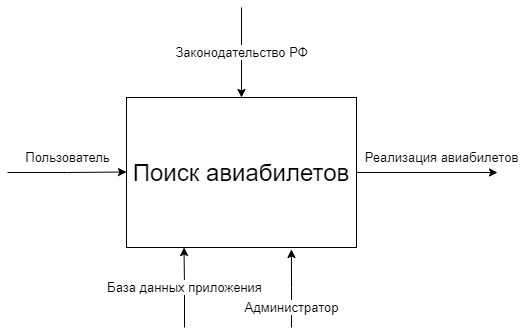 Законодательство РФ
Пользователь
Поиск авиабилетов
Реализация авиабилетов
База данных приложения
Администратор